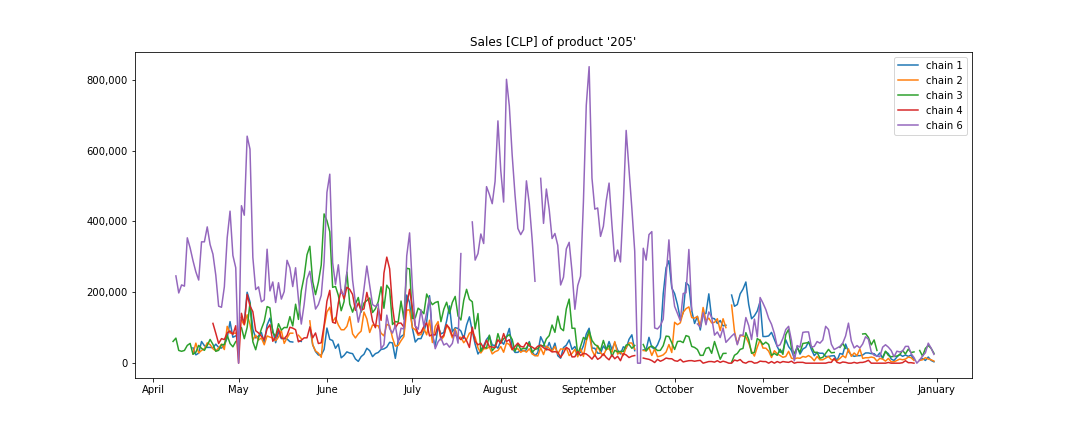 Sales [CLP] of product '205'
800,000
600,000
400,000
200,000
0
chain 1
chain 2
chain 3
chain 4
chain 6
April May June July August September October November December January